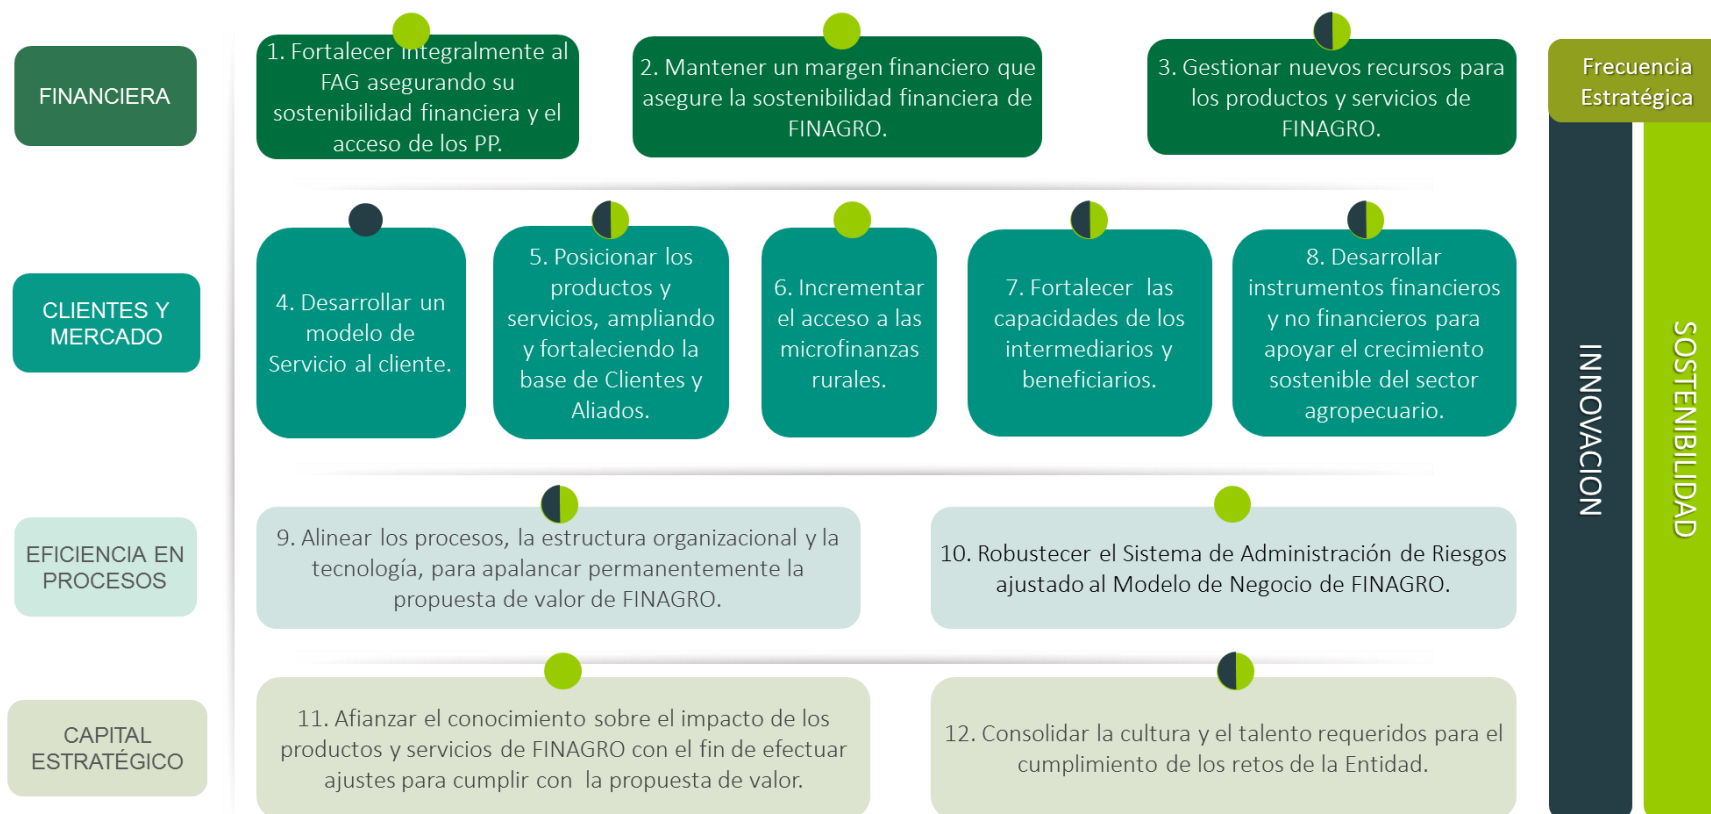 FINANCIERA
1. Fortalecer integralmente al
FAG asegurando su
sostenibilidad financiera y el
acceso de los PP.
2. Mantener un margen financiero que
asegure la sostenibilidad financiera de
FINAGRO.
3. Gestionar nuevos recursos para
los productos y servicios de
FINAGRO.
Frecuencia
Estratégica
CLIENTES Y
MERCADO
4. Desarrollar un
modelo de
Servicio al cliente.
5. Posicionar los
productos y
servicios, ampliando
y fortaleciendo la
base de Clientes y
Aliados.
6. Incrementar
el acceso a las
microfinanzas
rurales.
7. Fortalecer las
capacidades de los
intermediarios y
beneficiarios.
8. Desarrollar
instrumentos financieros
y no financieros para
apoyar el crecimiento
sostenible del sector
agropecuario.
INNOVACION
SOSTENIBILIDAD
EFICIENCIA EN
PROCESOS
9. Alinear los procesos, la estructura organizacional y la
tecnología, para apalancar permanentemente la
propuesta de valor de FINAGRO.
10. Robustecer el Sistema de Administración de Riesgos
ajustado al Modelo de Negocio de FINAGRO.
CAPITAL
ESTRATÉGICO
11. Afianzar el conocimiento sobre el impacto de los
productos y servicios de FINAGRO con el fin de efectuar
ajustes para cumplir con la propuesta de valor.
12. Consolidar la cultura y el talento requeridos para el
cumplimiento de los retos de la Entidad.